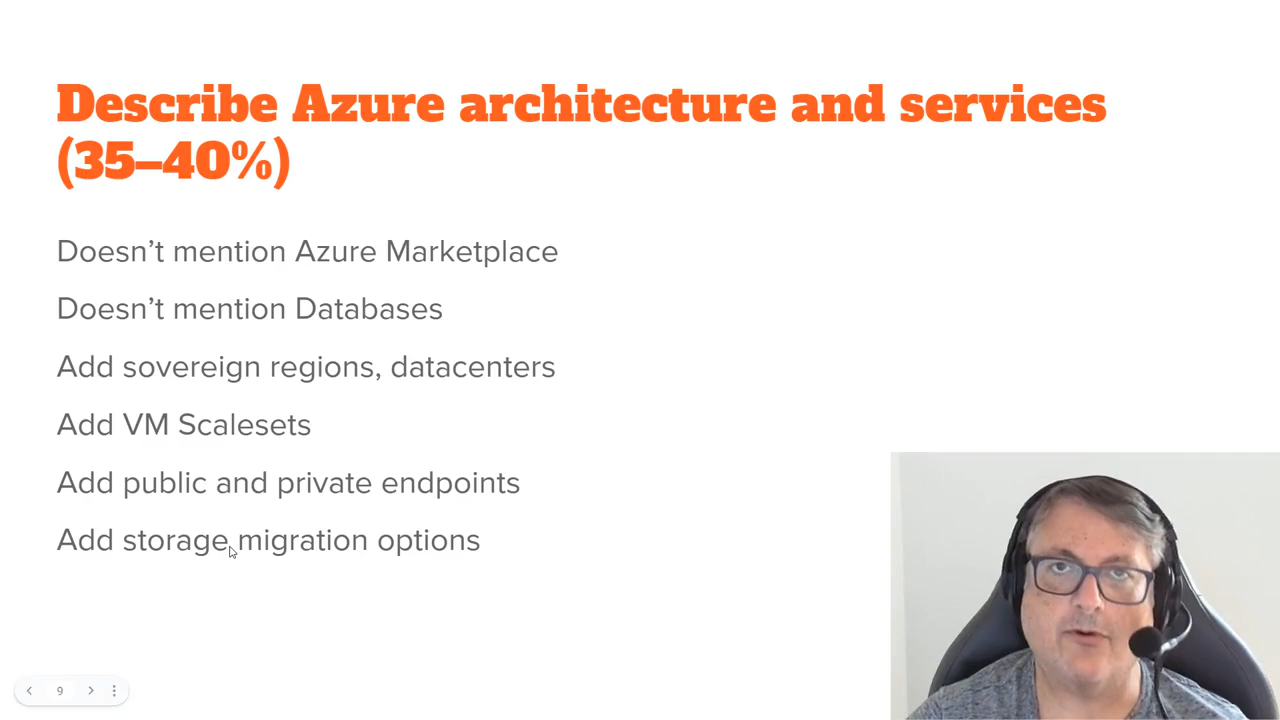 Describe Azure architecture and services
(35–40%)
Doesn’t mention Azure Marketplace
Doesn’t mention Databases
Add sovereign regions, datacenters
Add VM Scalesets
Add public and private endpoints
Add storage migration options
9